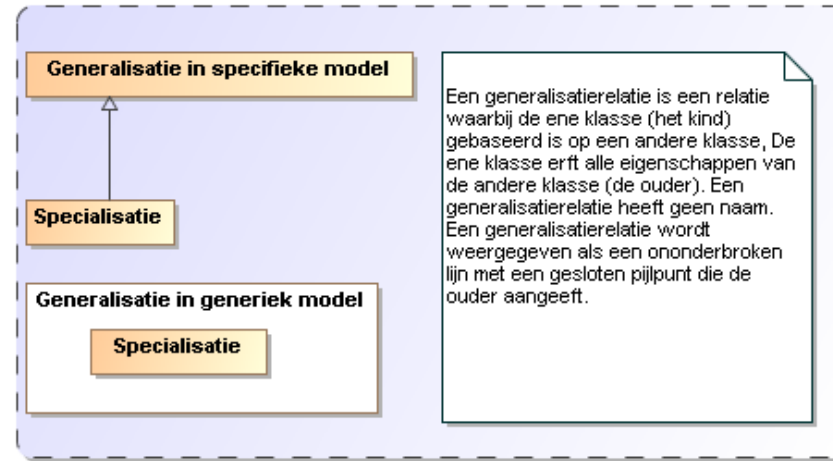 Generalisatie in specifieke model
Specialisatie
Generalisatie in generiek model
Specialisatie
Een generalisatierelatie is een relatie
waarbij de ene klasse (het kind)
gebaseerd is op een andere klasse, De
ene klasse erft alle eigenschappen van
de andere klasse (de ouder). Een
generalisatierelatie heeft geen naam.
Een generalisatierelatie wordt
weergegeven als een ononderbroken
lijn met een gesloten pijlpunt die de
ouder aangeeft.